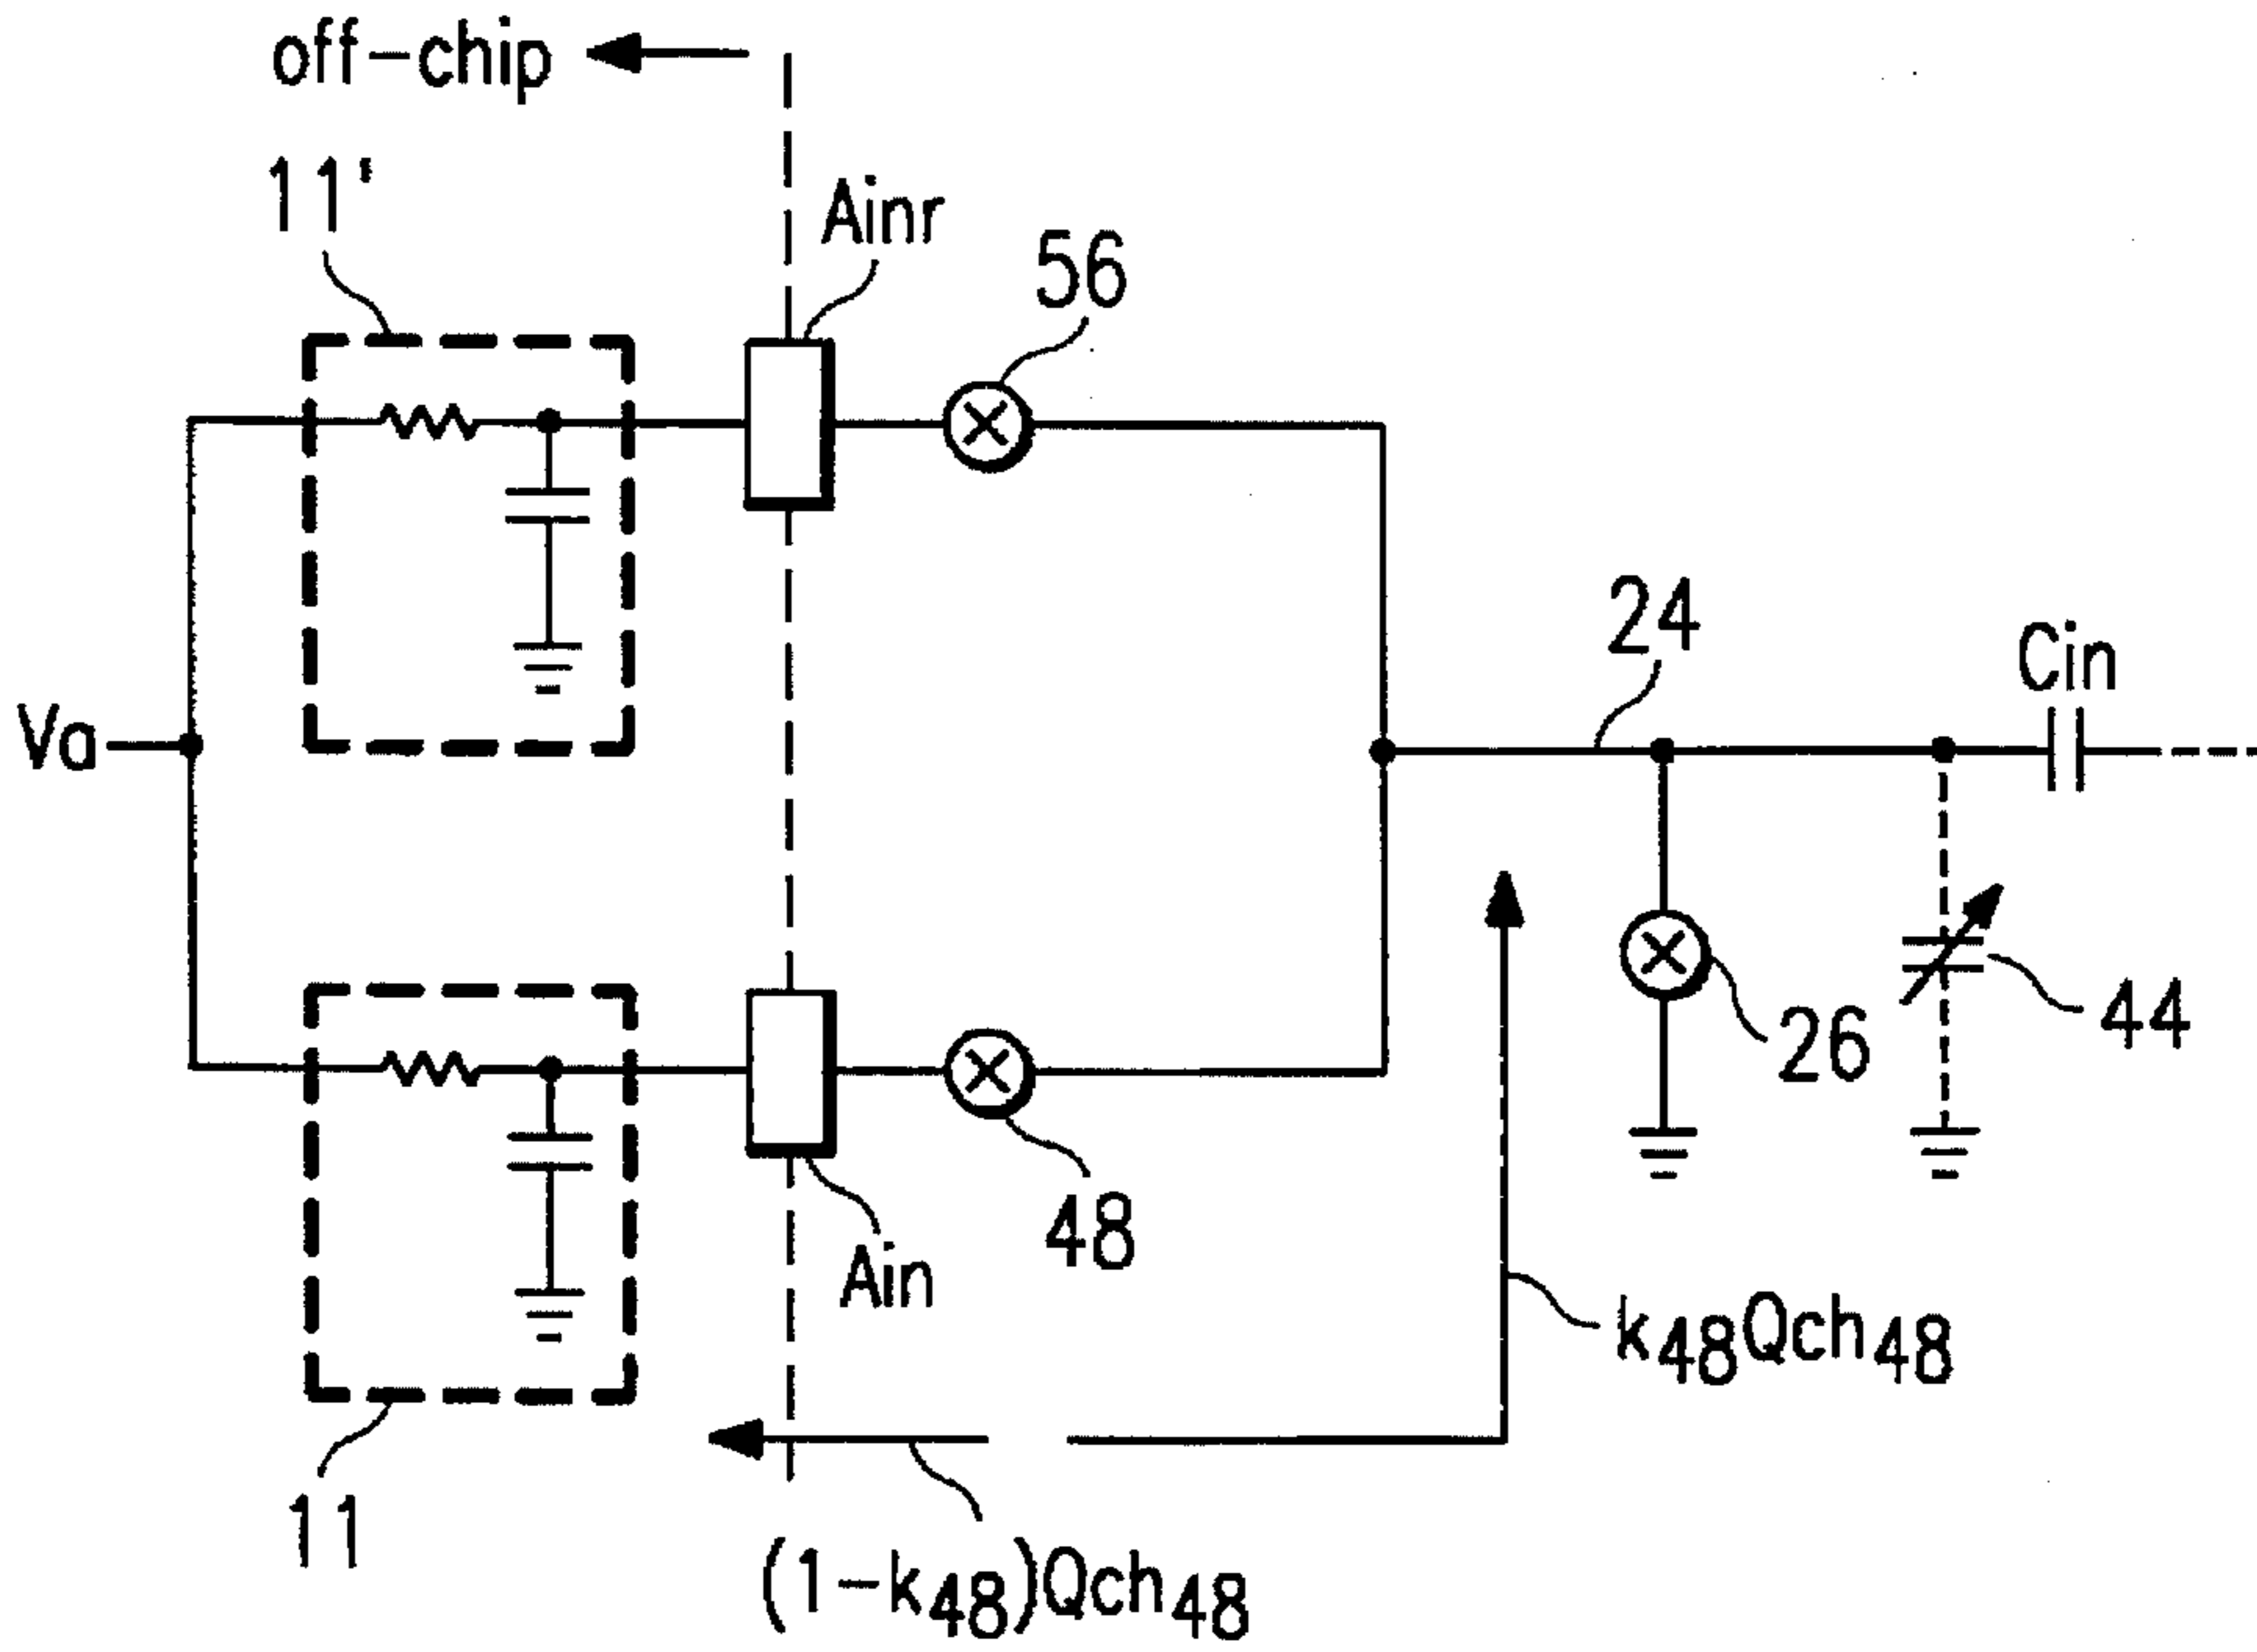 off-chip
11'
Ainr
56
24
Cin
Va
44
26
48
Ain
k48Qch48
11
(1-k48)Qch48